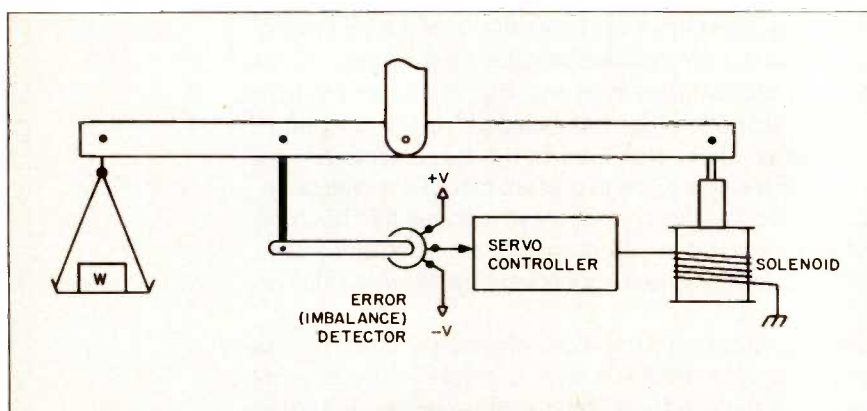 +V
W
SERVO
CONTROLLER
SOLENOID
ERROR
(IMBALANCE)
DETECTOR
−V